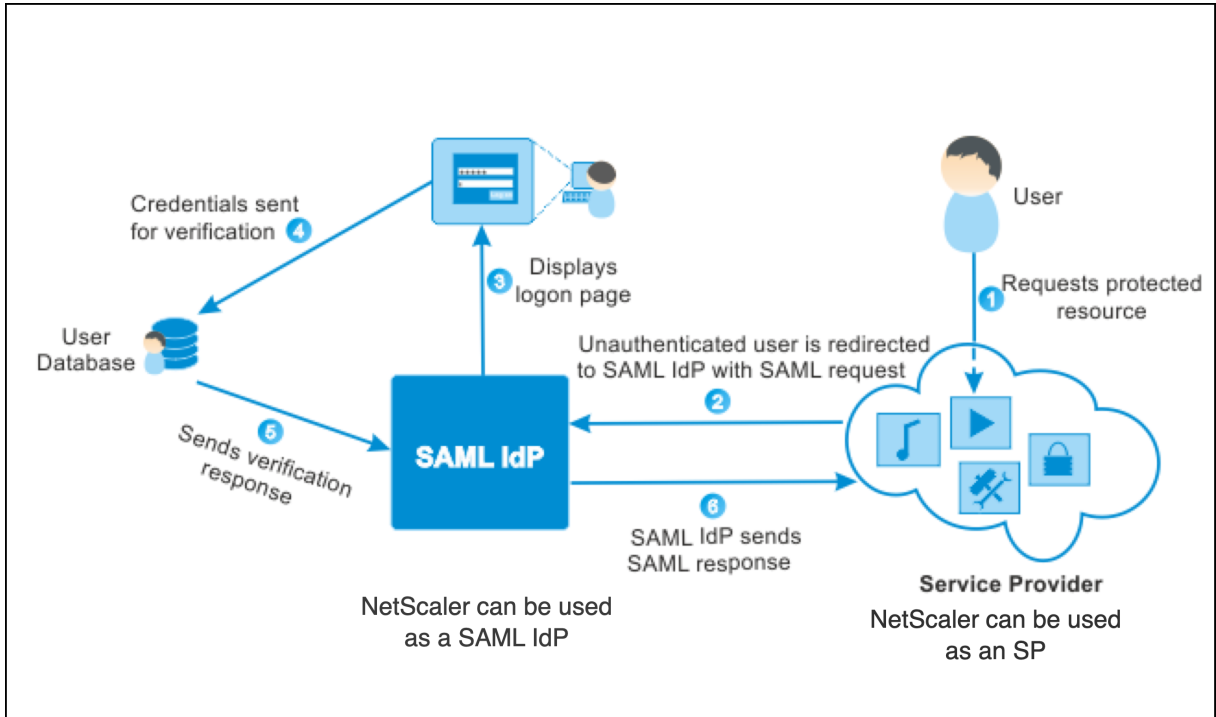 User
1
Requests protected
resource
Unauthenticated user is redirected
to SAML IdP with SAML request
2
3
Displays
logon page
Credentials sent
for verification 4
User
Database
5
Sends verification
response
SAML IdP
6
SAML IdP sends
SAML response
NetScaler can be used
as a SAML IdP
Service Provider
NetScaler can be used
as an SP